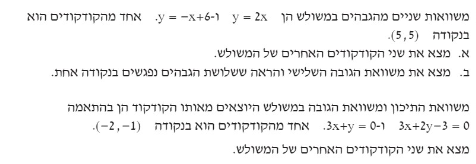 משוואות שניים מהגבהים במשולש הן y = 2x ו-y = −x+6. אחד מהקודקודים הוא
בנקודה (5,5).
א. מצא את שני הקודקודים האחרים של המשולש.
ב. מצא את משוואת הגובה השלישי והראה ששלושת הגבהים נפגשים בנקודה אחת.
משוואת התיכון ומשוואת הגובה במשולש היוצאים מאותו הקודקוד הן בהתאמה
3x+2y−3 = 0 ו-3x+y = 0. אחד מהקודקודים הוא בנקודה (−2,−1).
מצא את שני הקודקודים האחרים של המשולש.